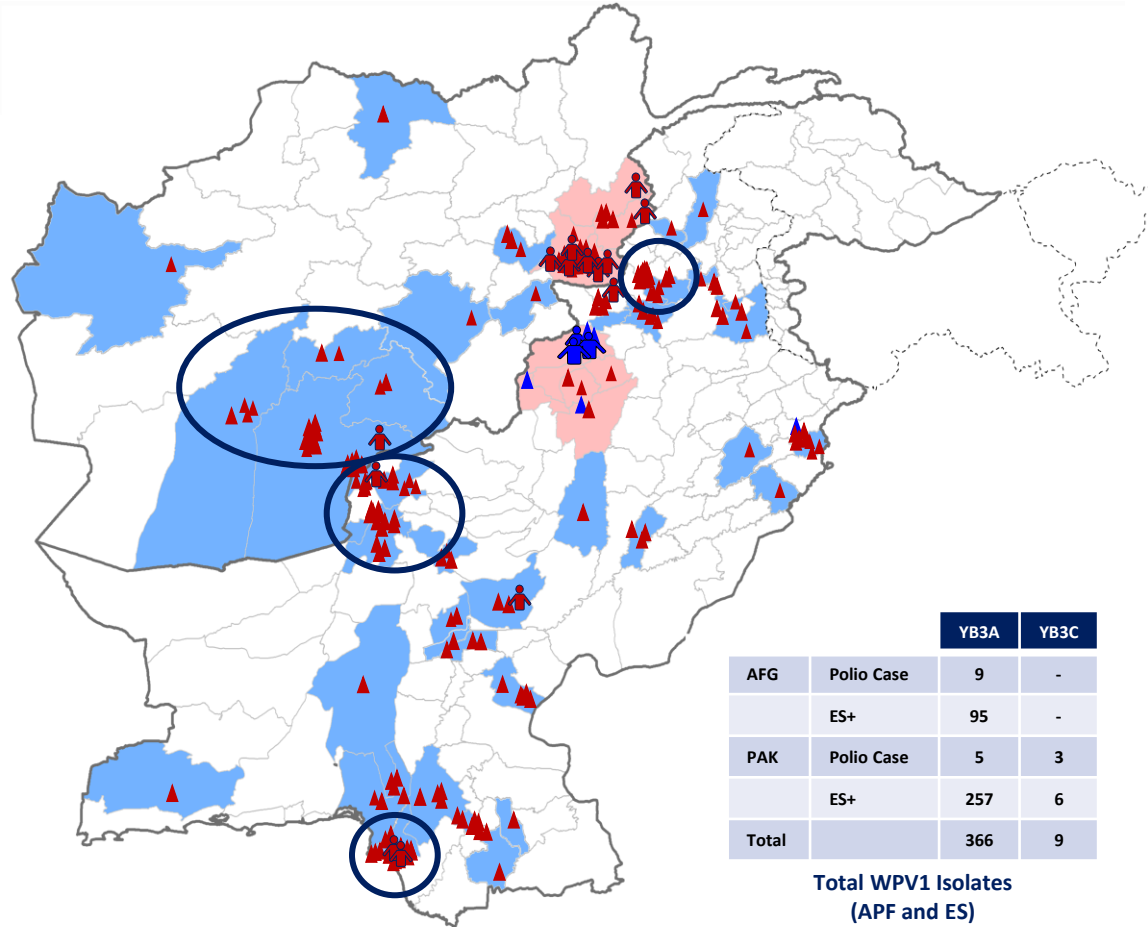 YB3A YB3C
AFG Polio Case 9 -
ES+ 95 -
PAK Polio Case 5 3
ES+ 257 6
Total 366 9
Total WPV1 Isolates
(APF and ES)